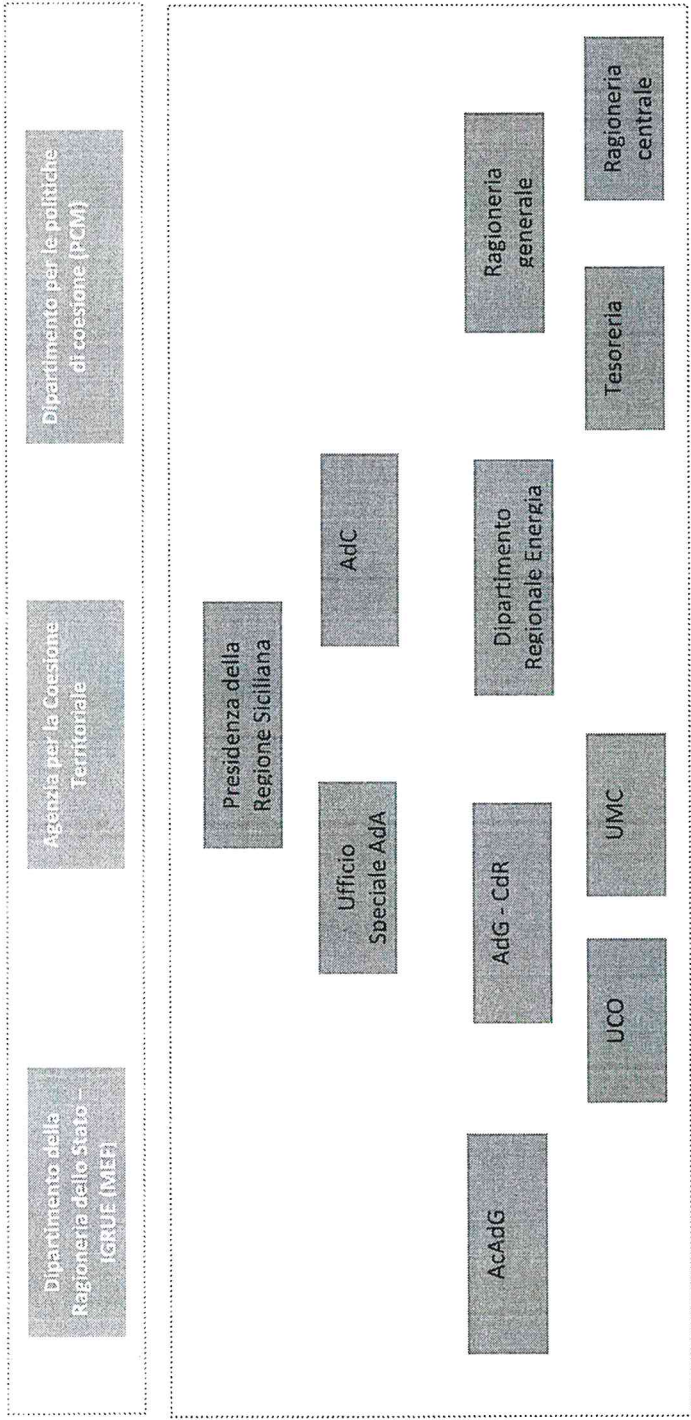 Dipartimento della
Ragioneria dello Stato –
IGRUE (MEF)
Agenzia per la Coesione
Territoriale
Dipartimento per le politiche
di coesione (PCM)
Presidenza della
Regione Siciliana
Ufficio
Speciale AdA
AdC
AcAdG
AdG - CdR
Dipartimento
Regionale Energia
Ragioneria
generale
UCO
UMC
Tesoreria
Ragioneria
centrale